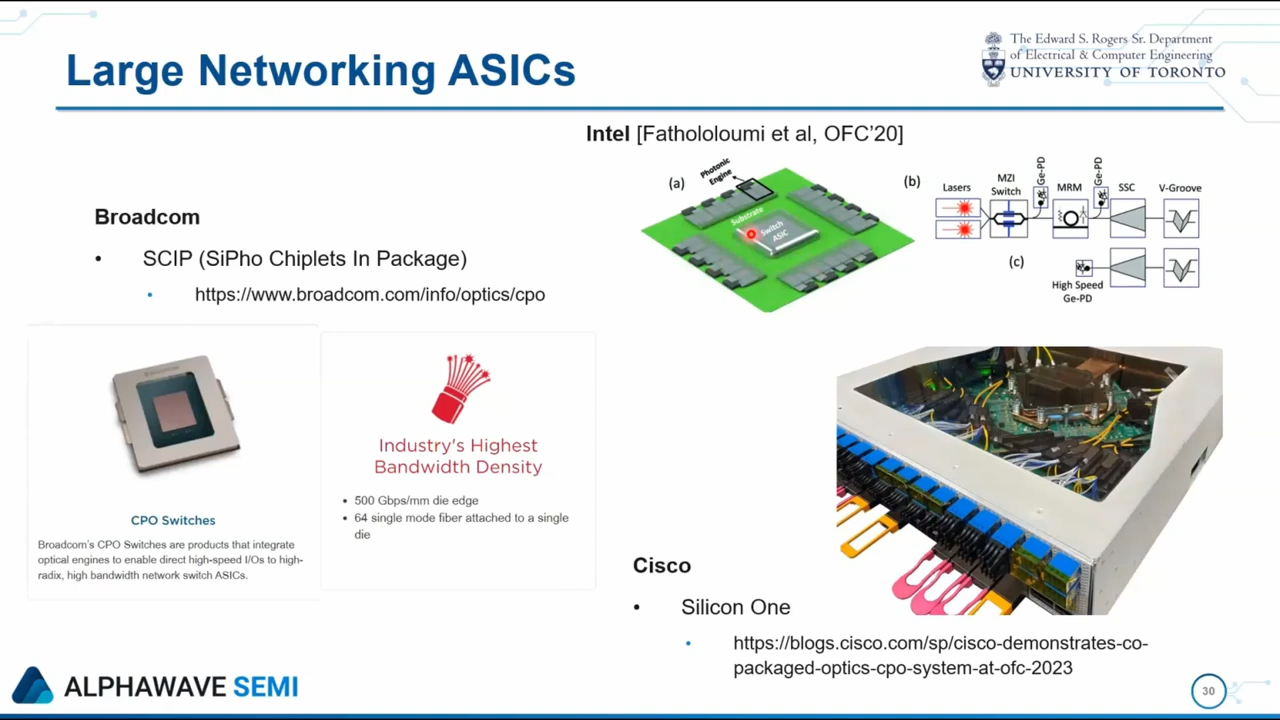 Large Networking ASICs
The Edward S. Rogers Sr. Department
of Electrical & Computer Engineering
UNIVERSITY OF TORONTO
Intel [Fathololoumi et al, OFC'20]
(a)
Photonic
Engine
Substrate
Switch
ASIC
(b)
Lasers
MZI
Switch
Ge-PD
MRM
Ge-PD
SSC
V-Groove
(c)
High Speed
Ge-PD
Broadcom
• SCIP (SiPho Chiplets In Package)
• https://www.broadcom.com/info/optics/cpo
CPO Switches
Broadcom's CPO Switches are products that integrate
optical engines to enable direct high-speed I/Os to high-
radix, high bandwidth network switch ASICs.
Industry's Highest
Bandwidth Density
• 500 Gbps/mm die edge
• 64 single mode fiber attached to a single
die
Cisco
• Silicon One
• https://blogs.cisco.com/sp/cisco-demonstrates-co-
packaged-optics-cpo-system-at-ofc-2023
ALPHAWAVE SEMI
30